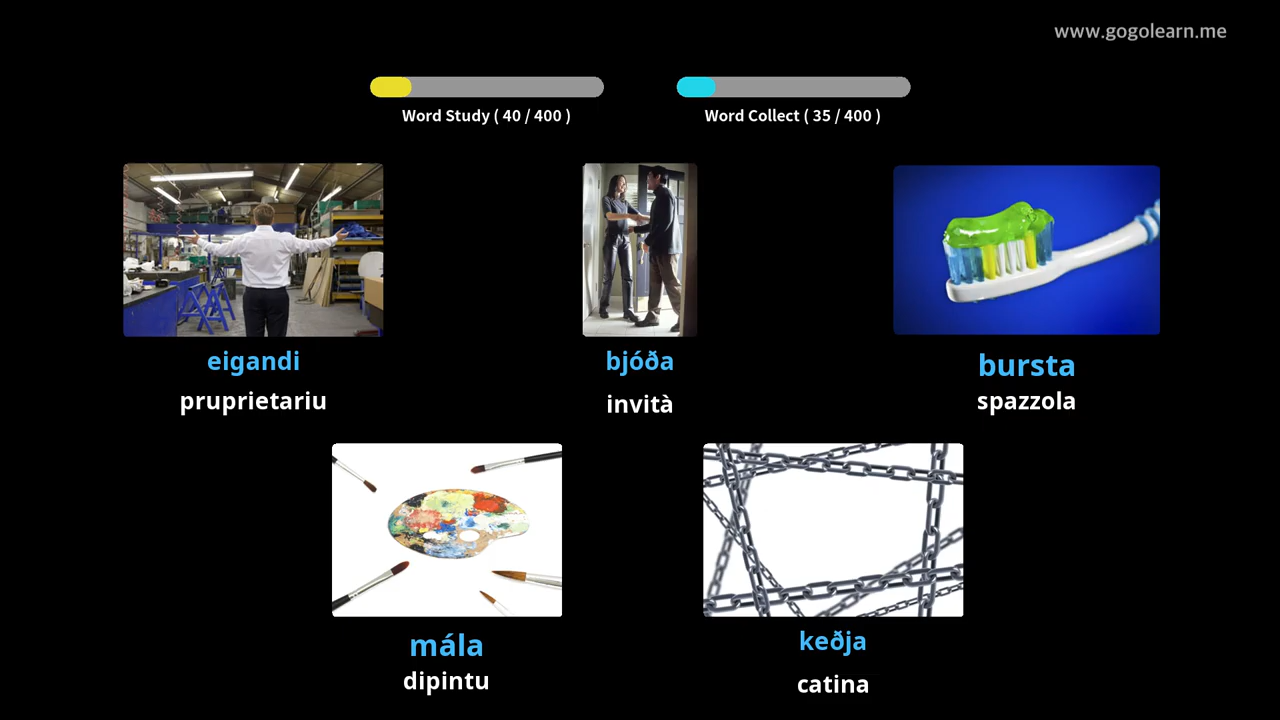 www.gogolearn.me
Word Study ( 40 / 400 )
Word Collect ( 35 / 400 )
eigandi
pruprietariu
bjóða
invità
bursta
spazzola
mála
dipintu
keðja
catina